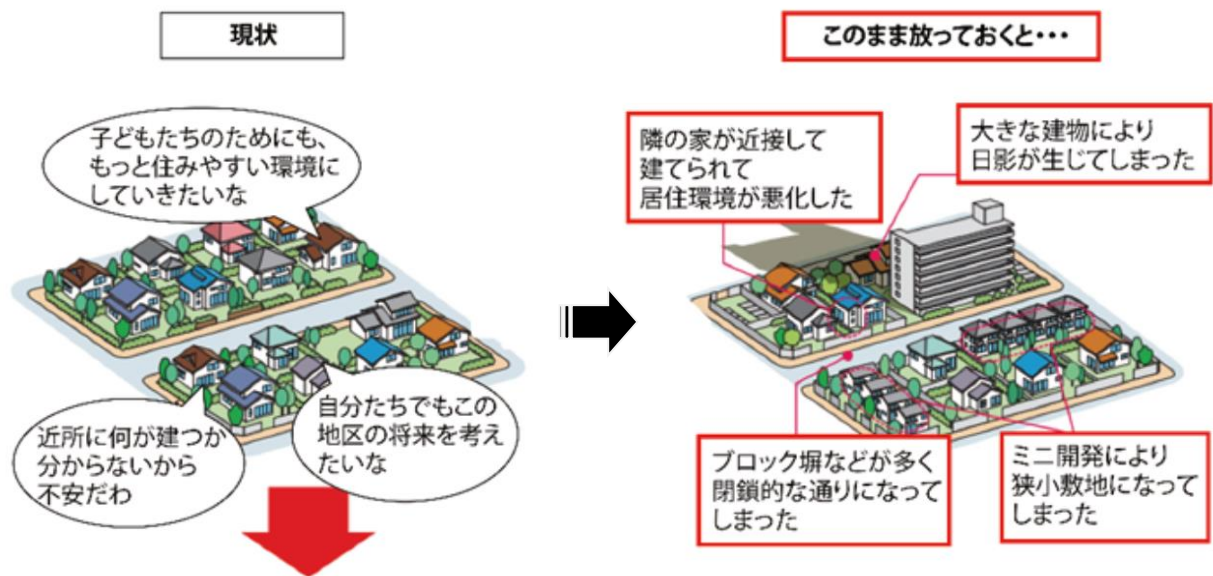 現状
子どもたちのためにも、
もっと住みやすい環境に
していきたいな
近所に何が建つか
分からないから
不安だわ
自分たちでもこの
地区の将来を考え
たいな
このまま放っておくと・・・
隣の家が近接して
建てられて
居住環境が悪化した
大きな建物により
日影が生じてしまった
ブロック塀などが多く
閉鎖的な通りになって
しまった
ミニ開発により
狭小敷地になって
しまった